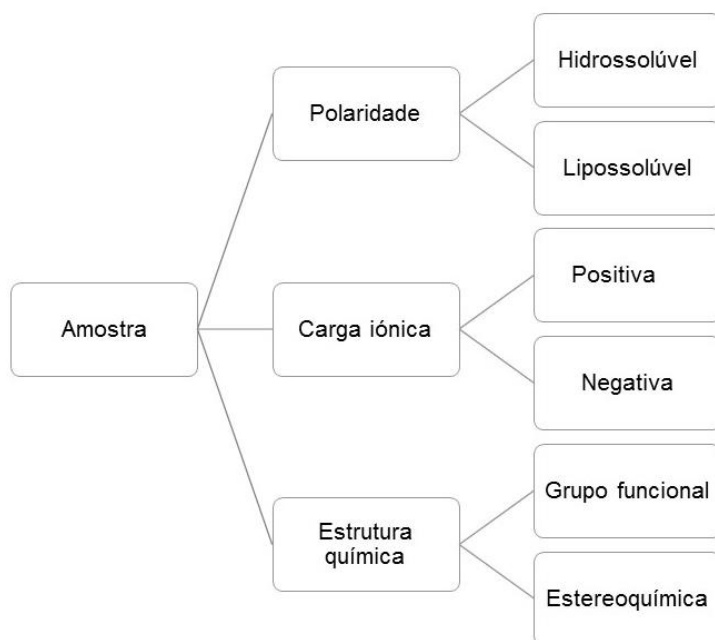 Amostra
Polaridade
Hidrossolúvel
Lipossolúvel
Carga iónica
Positiva
Negativa
Estrutura
química
Grupo funcional
Estereoquímica